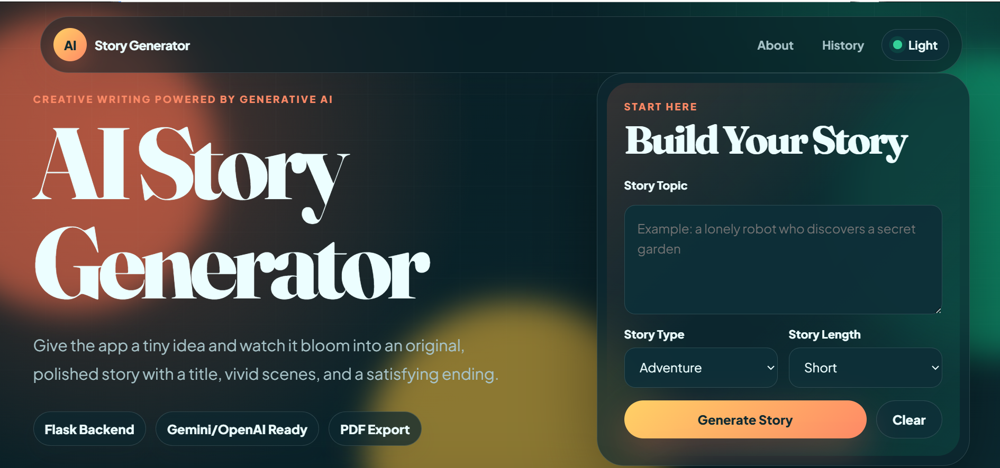 AI Story Generator
About History Light
CREATIVE WRITING POWERED BY GENERATIVE AI
AI Story
Generator
Give the app a tiny idea and watch it bloom into an original,
polished story with a title, vivid scenes, and a satisfying ending.
Flask Backend Gemini/OpenAI Ready PDF Export
START HERE
Build Your Story
Story Topic
Example: a lonely robot who discovers a secret
garden
Story Type Story Length
Adventure Short
Generate Story Clear